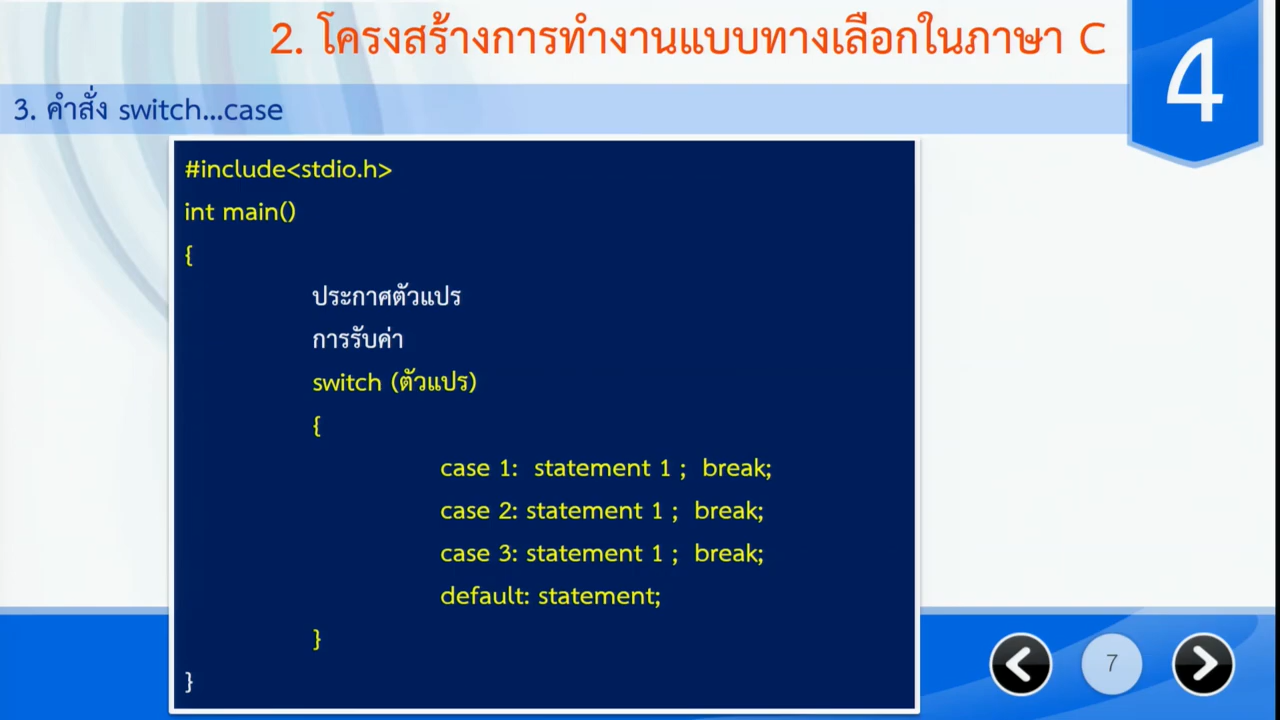 2. โครงสร้างการทำงานแบบทางเลือกในภาษา C
4
3. คำสั่ง switch...case
#include<stdio.h>
int main()
{
ประกาศตัวแปร
การรับค่า
switch (ตัวแปร)
{
case 1: statement 1 ; break;
case 2: statement 1 ; break;
case 3: statement 1 ; break;
default: statement;
}
}
7